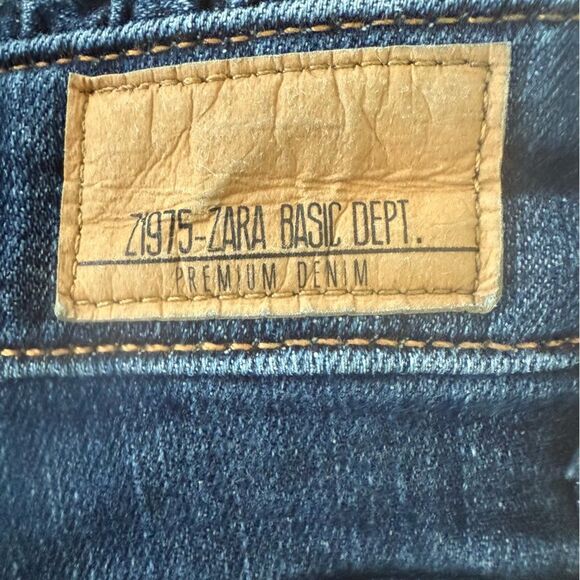 Z1975-ZARA BASIC DEPT.
PREMIUM DENIM